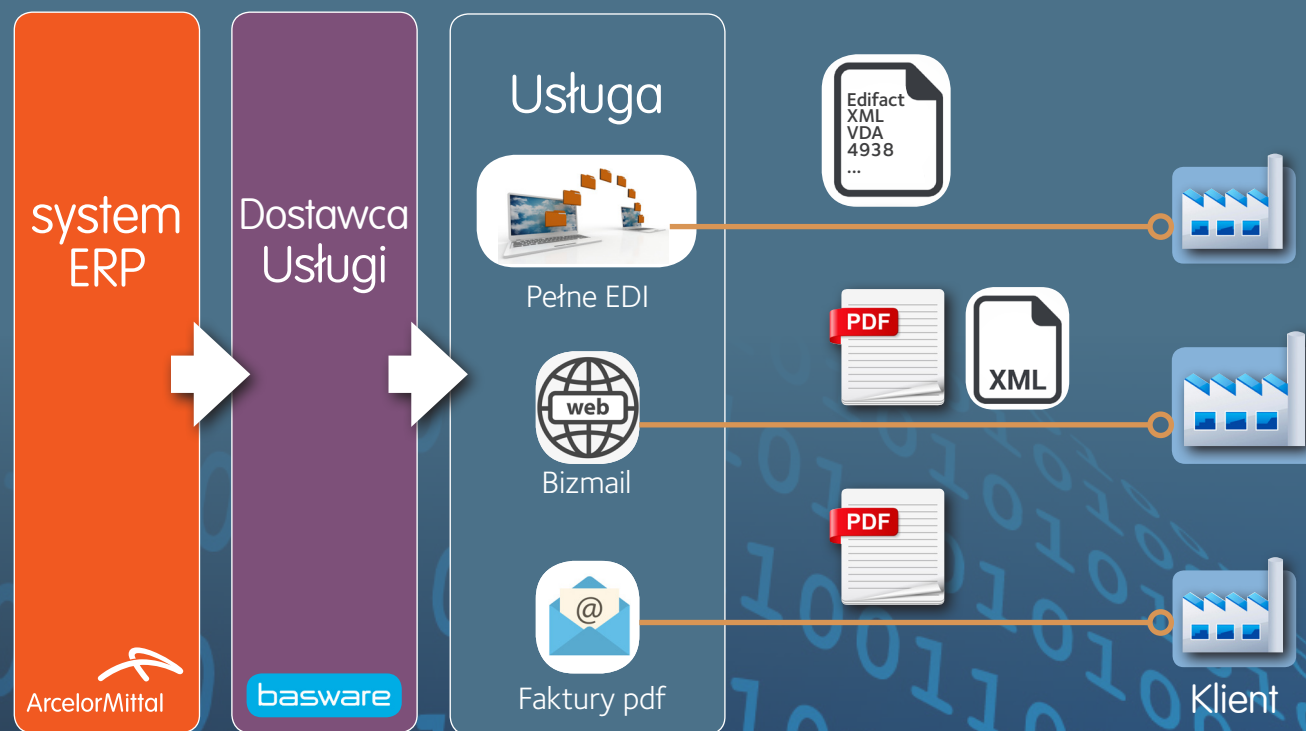 system
ERP
ArcelorMittal
Dostawca
Usługi
basware
Usługa
Pełne EDI
web
Bizmail
@
Faktury pdf
Edifact
XML
VDA
4938
...
PDF
XML
PDF
Klient